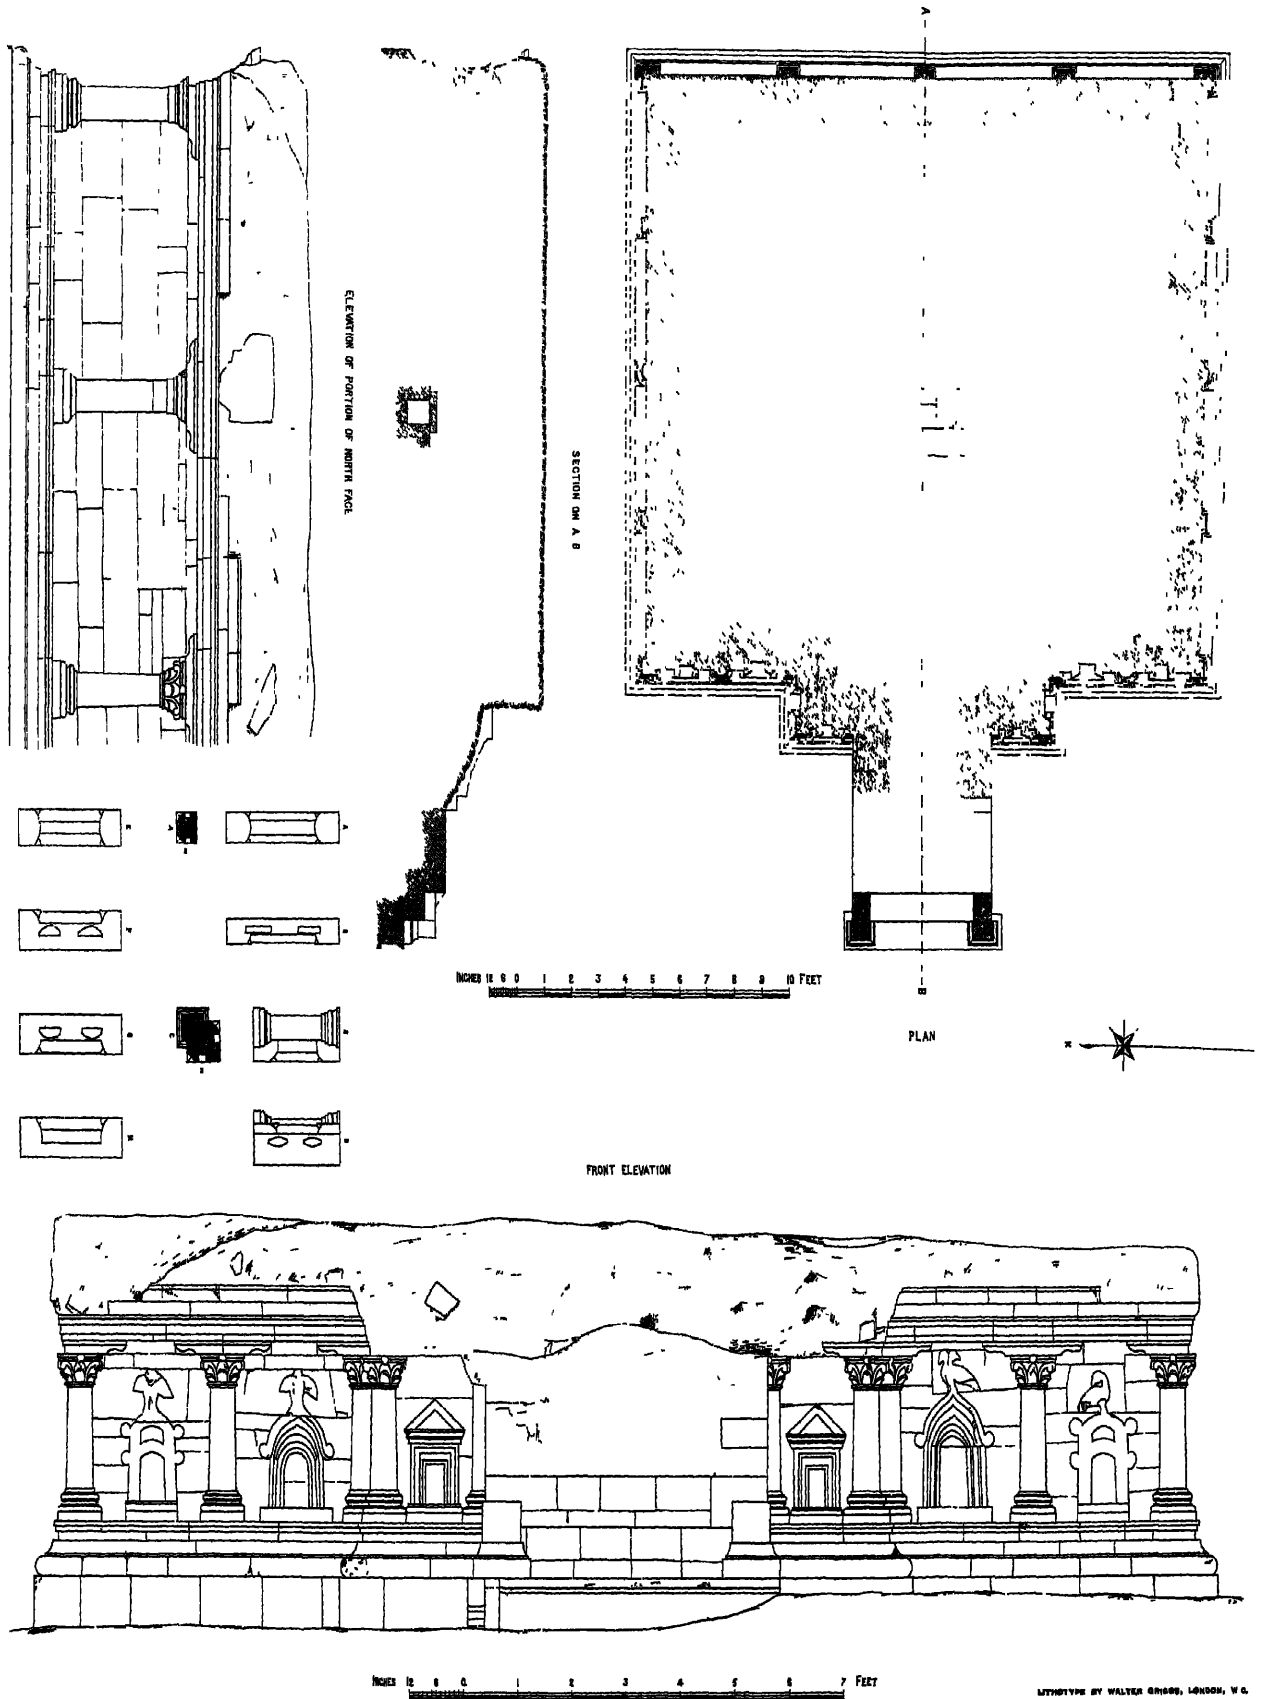 A
ELEVATION OF PORTION OF NORTH FACE
SECTION ON A B
INCHES 12 6 0 1 2 3 4 5 6 7 8 9 10 FEET
B
PLAN
N
FRONT ELEVATION
INCHES 12 6 0 1 2 3 4 5 6 7 FEET
LITHOTYPE BY WALTER GRIGGS, LONDON, W C.